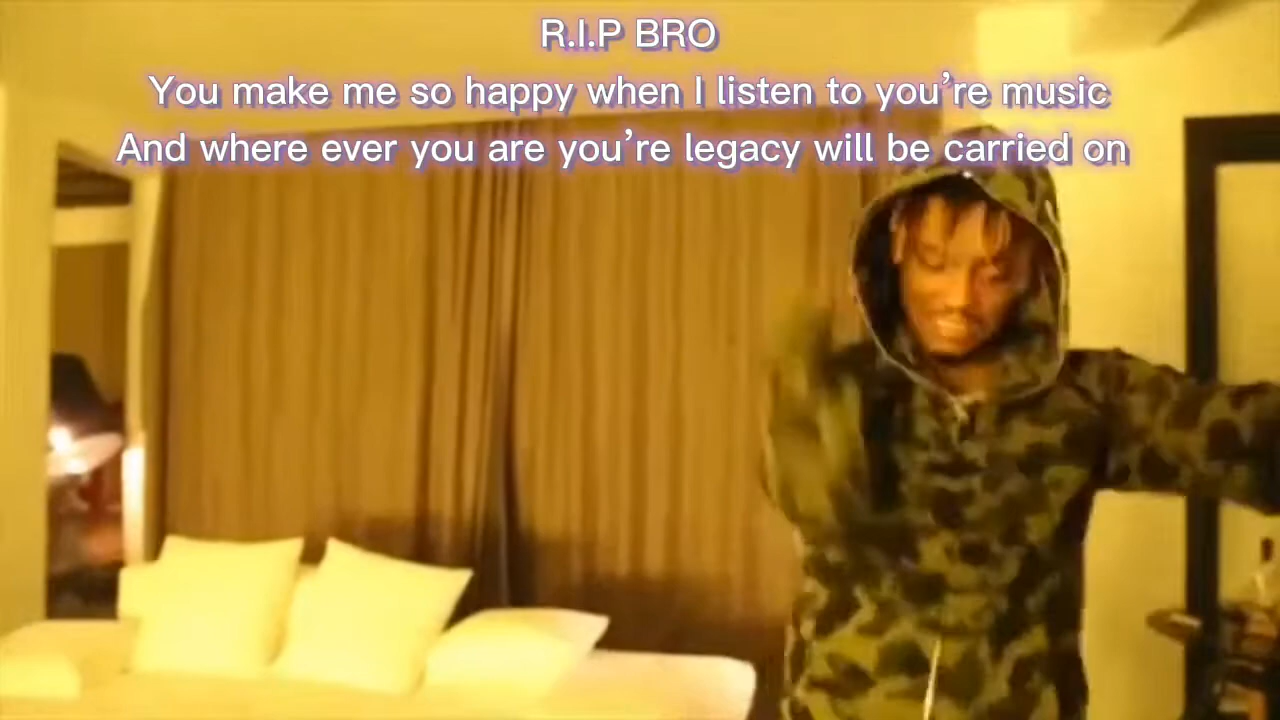 R.I.P BRO
You make me so happy when I listen to you’re music
And where ever you are you’re legacy will be carried on